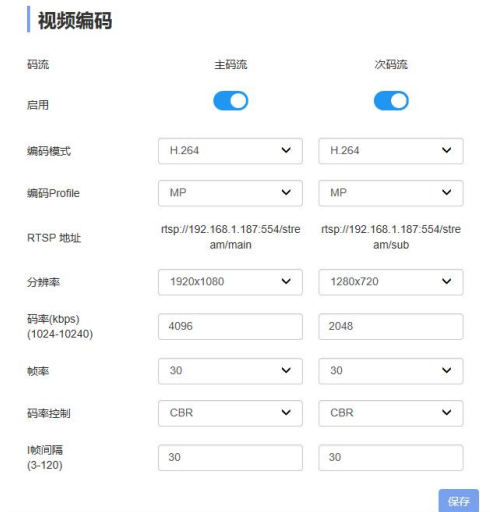 视频编码
码流 主码流 次码流
启用
编码模式 H.264 H.264
编码Profile MP MP
RTSP 地址 rtsp://192.168.1.187:554/stre rtsp://192.168.1.187:554/stre
am/main am/sub
分辨率 1920x1080 1280x720
码率(kbps)
(1024-10240) 4096 2048
帧率 30 30
码率控制 CBR CBR
I帧间隔
(3-120) 30 30
保存